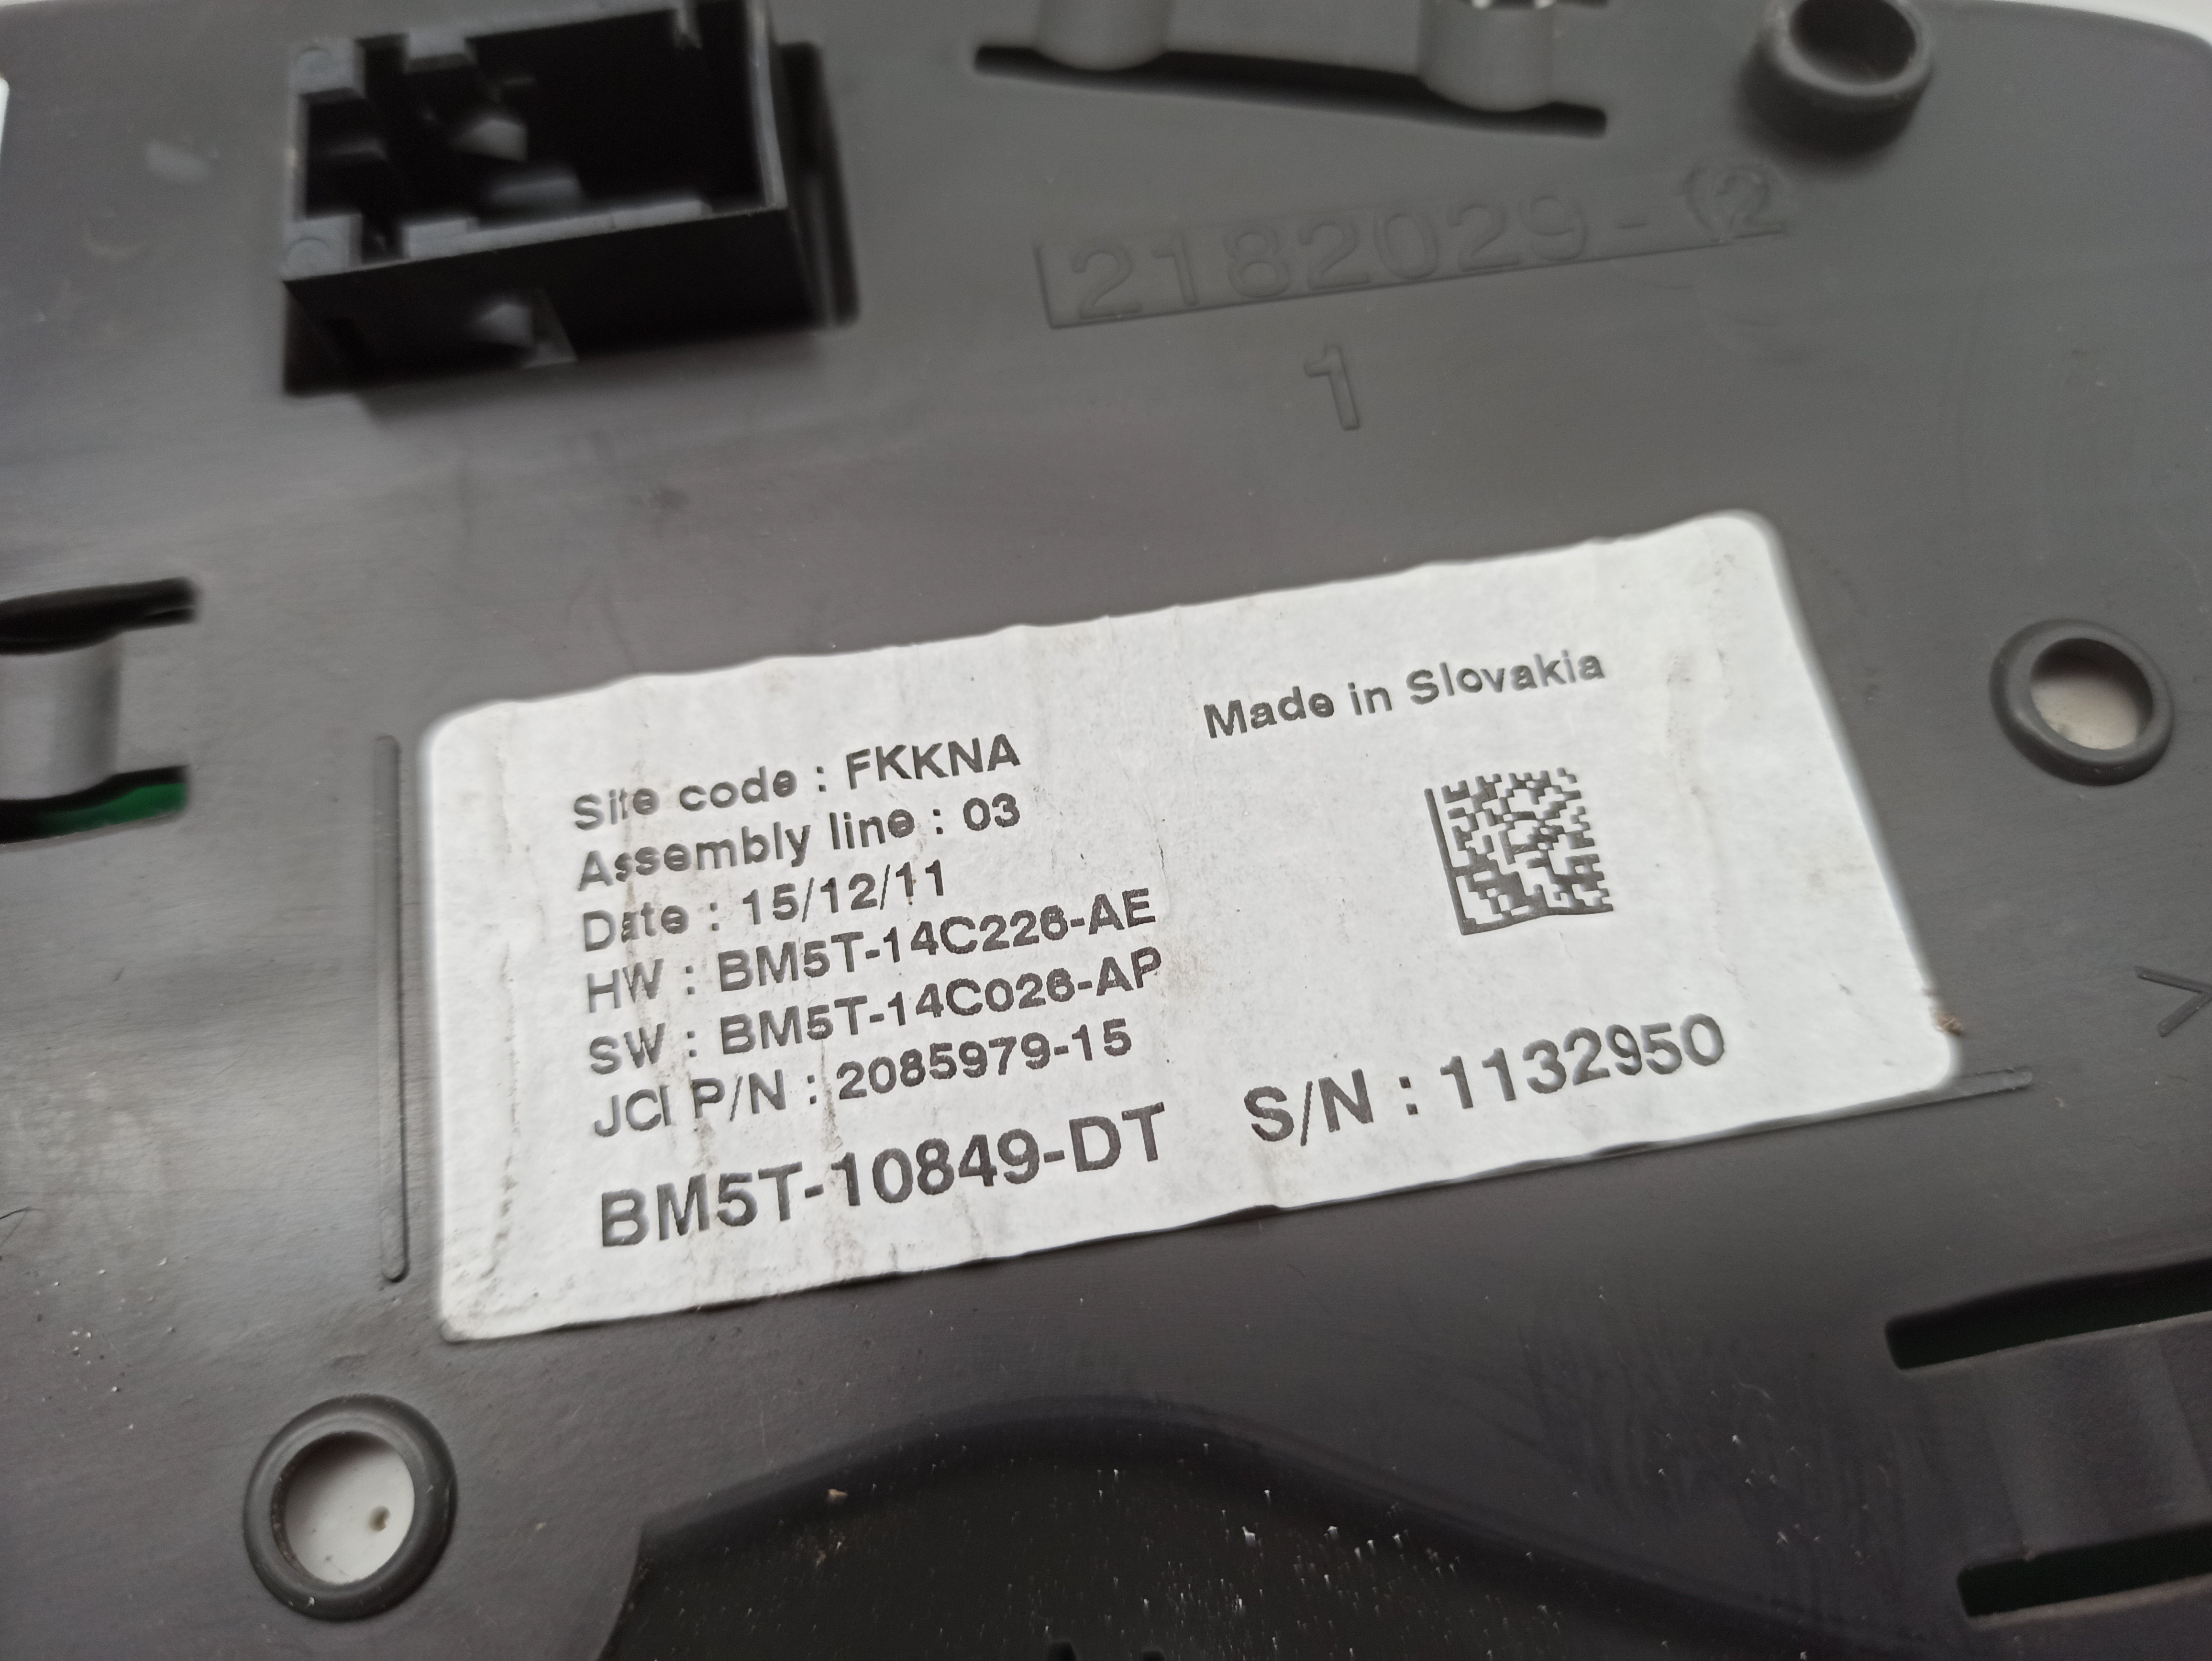 2182029-12
1
Made in Slovakia
Site code : FKKNA
Assembly line : 03
Date : 15/12/11
HW : BM5T-14C226-AE
SW : BM5T-14C026-AP
JCI P/N : 2085979-15
BM5T-10849-DT S/N : 1132950